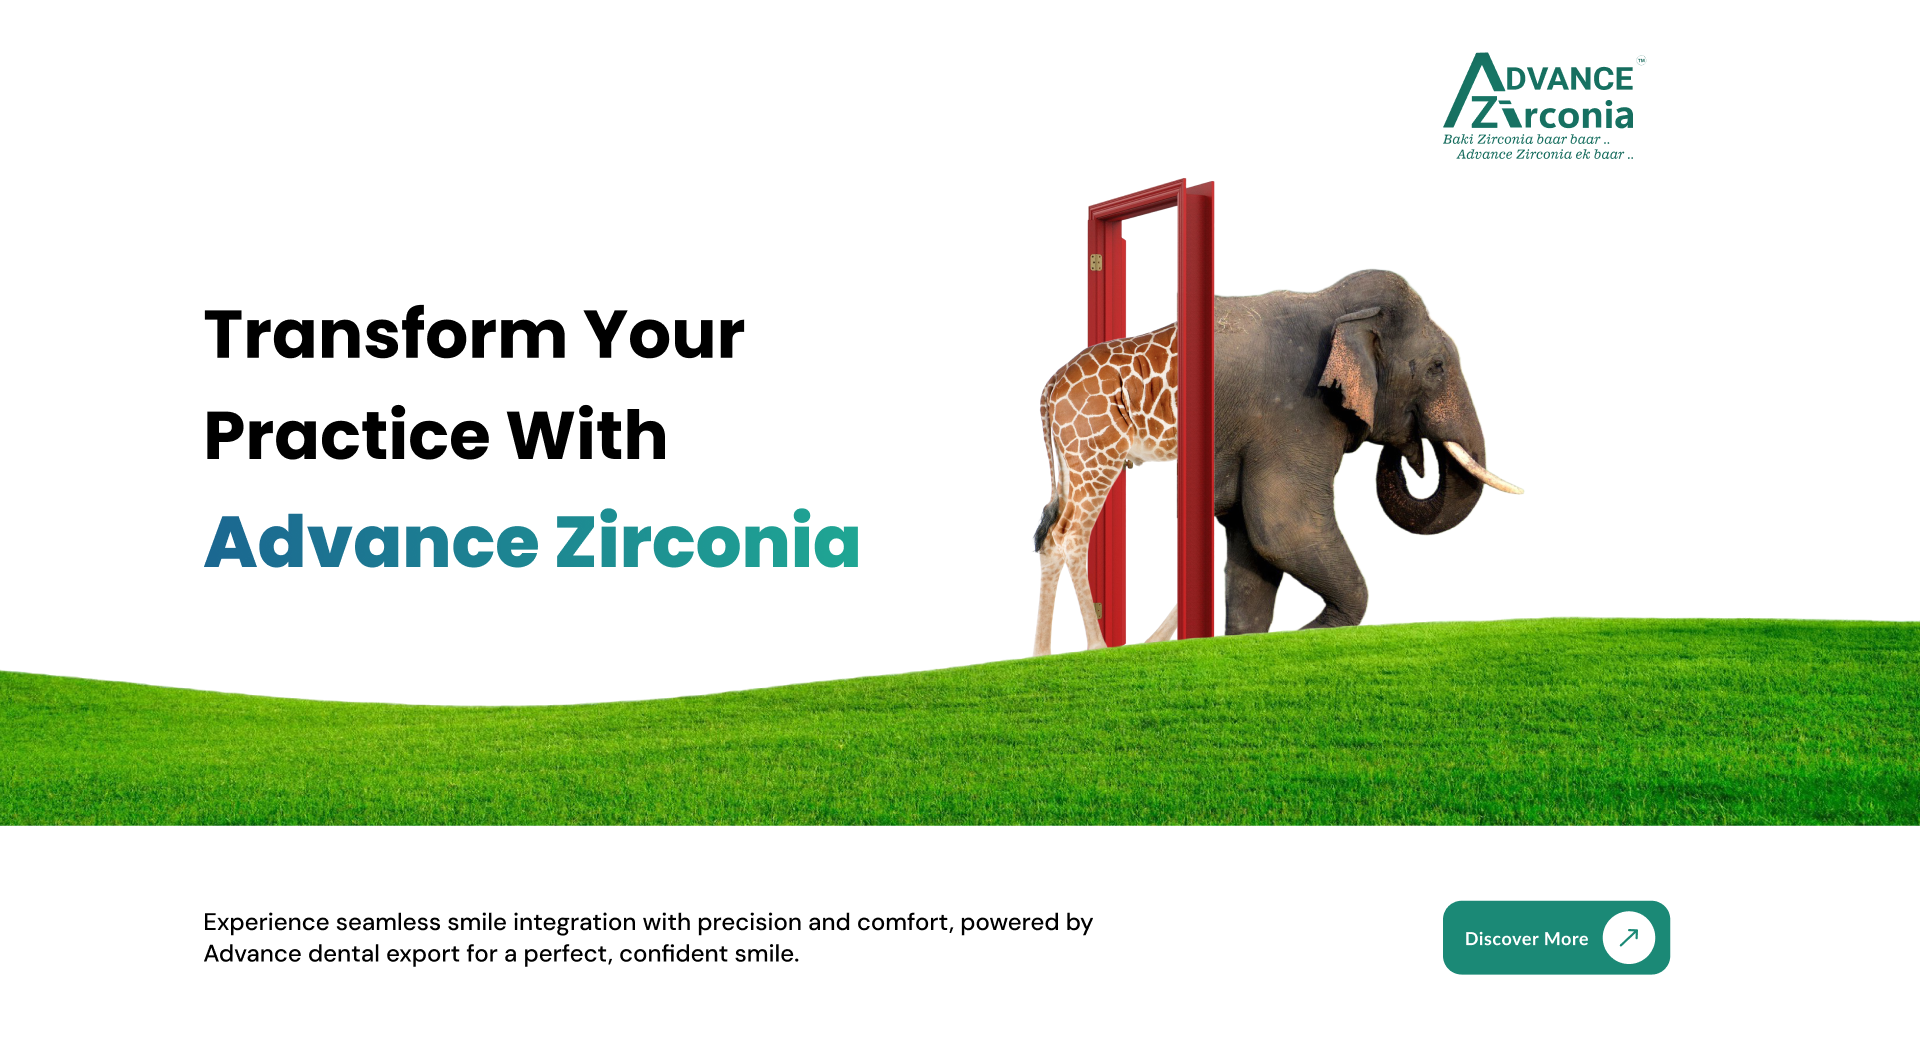 ADVANCE
Zirconia
TM
Baki Zirconia baar baar ..
Advance Zirconia ek baar ..
Transform Your
Practice With
Advance Zirconia
Experience seamless smile integration with precision and comfort, powered by
Advance dental export for a perfect, confident smile.
Discover More